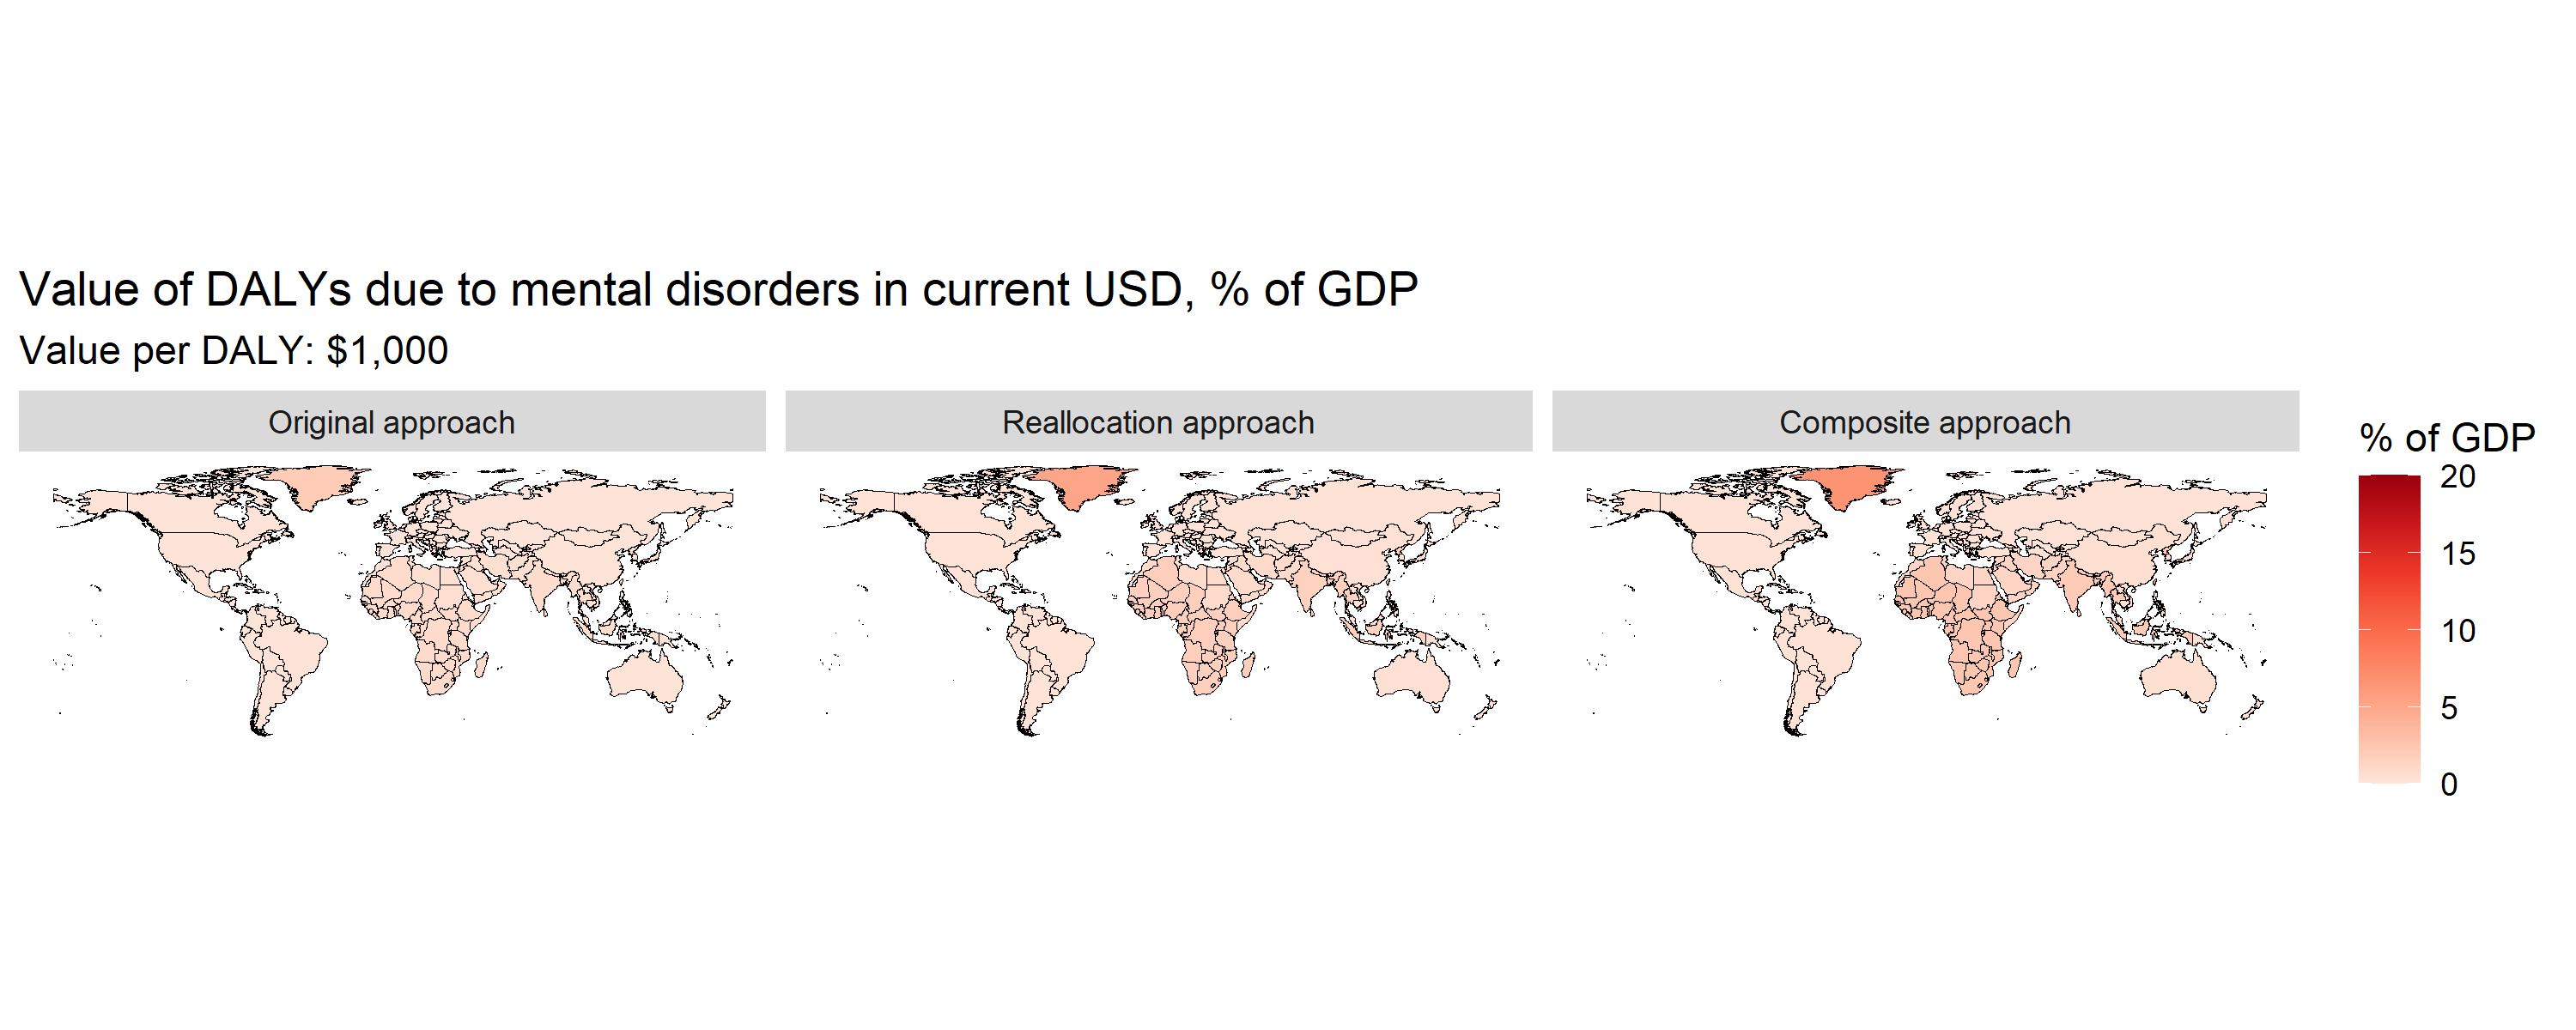 Value of DALYs due to mental disorders in current USD, % of GDP
Value per DALY: $1,000
Original approach
Reallocation approach
Composite approach
% of GDP
20
15
10
5
0